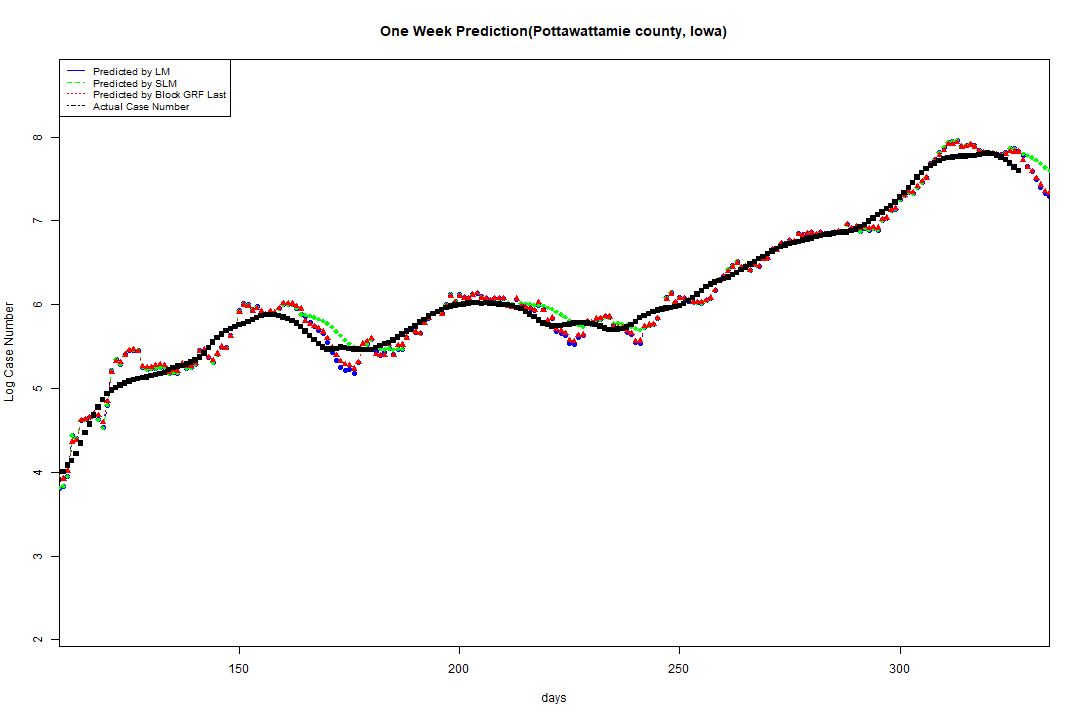 One Week Prediction(Pottawattamie county, Iowa)
Predicted by LM
Predicted by SLM
Predicted by Block GRF Last
Actual Case Number
8
7
6
5
4
3
2
Log Case Number
150 200 250 300
days